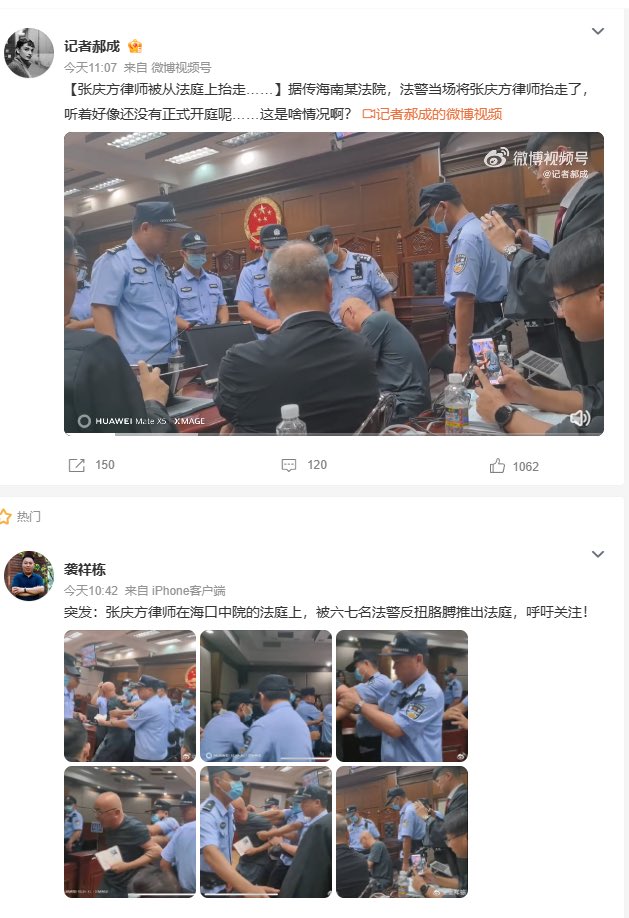 记者郝成
今天11:07 来自 微博视频号
【张庆方律师被从法庭上抬走……】据传海南某法院，法警当场将张庆方律师抬走了，
听着好像还没有正式开庭呢……这是啥情况啊？ 记者郝成的微博视频
微博视频号
@记者郝成
HUAWEI Mate X5 XMAGE
150
120
1062
热门
袭祥栋
今天10:42 来自 iPhone客户端
突发：张庆方律师在海口中院的法庭上，被六七名法警反扭胳膊推出法庭，呼吁关注！